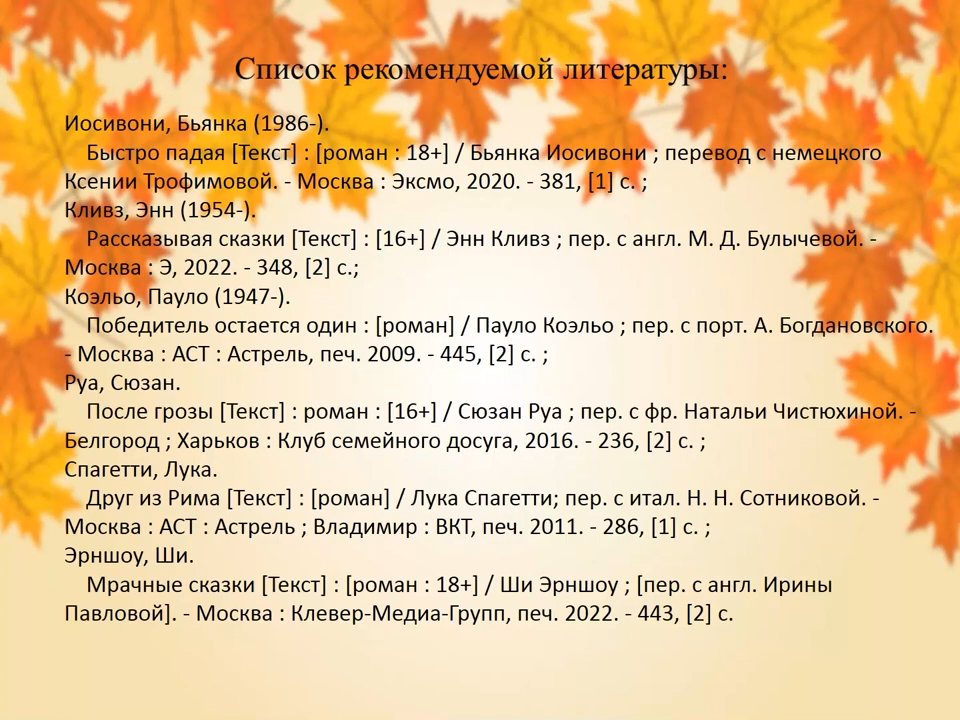 Список рекомендуемой литературы:
Иосивони, Бьянка (1986-).
Быстро падая [Текст] : [роман : 18+] / Бьянка Иосивони ; перевод с немецкого
Ксении Трофимовой. - Москва : Эксмо, 2020. - 381, [1] с. ;
Кливз, Энн (1954-).
Рассказывая сказки [Текст] : [16+] / Энн Кливз ; пер. с англ. М. Д. Булычевой. -
Москва : Э, 2022. - 348, [2] с.;
Коэльо, Пауло (1947-).
Победитель остается один : [роман] / Пауло Коэльо ; пер. с порт. А. Богдановского.
- Москва : АСТ : Астрель, печ. 2009. - 445, [2] с. ;
Руа, Сюзан.
После грозы [Текст] : роман : [16+] / Сюзан Руа ; пер. с фр. Натальи Чистюхиной. -
Белгород ; Харьков : Клуб семейного досуга, 2016. - 236, [2] с. ;
Спагетти, Лука.
Друг из Рима [Текст] : [роман] / Лука Спагетти; пер. с итал. Н. Н. Сотниковой. -
Москва : АСТ : Астрель ; Владимир : ВКТ, печ. 2011. - 286, [1] с. ;
Эрншоу, Ши.
Мрачные сказки [Текст] : [роман : 18+] / Ши Эрншоу ; [пер. с англ. Ирины
Павловой]. - Москва : Клевер-Медиа-Групп, печ. 2022. - 443, [2] с.